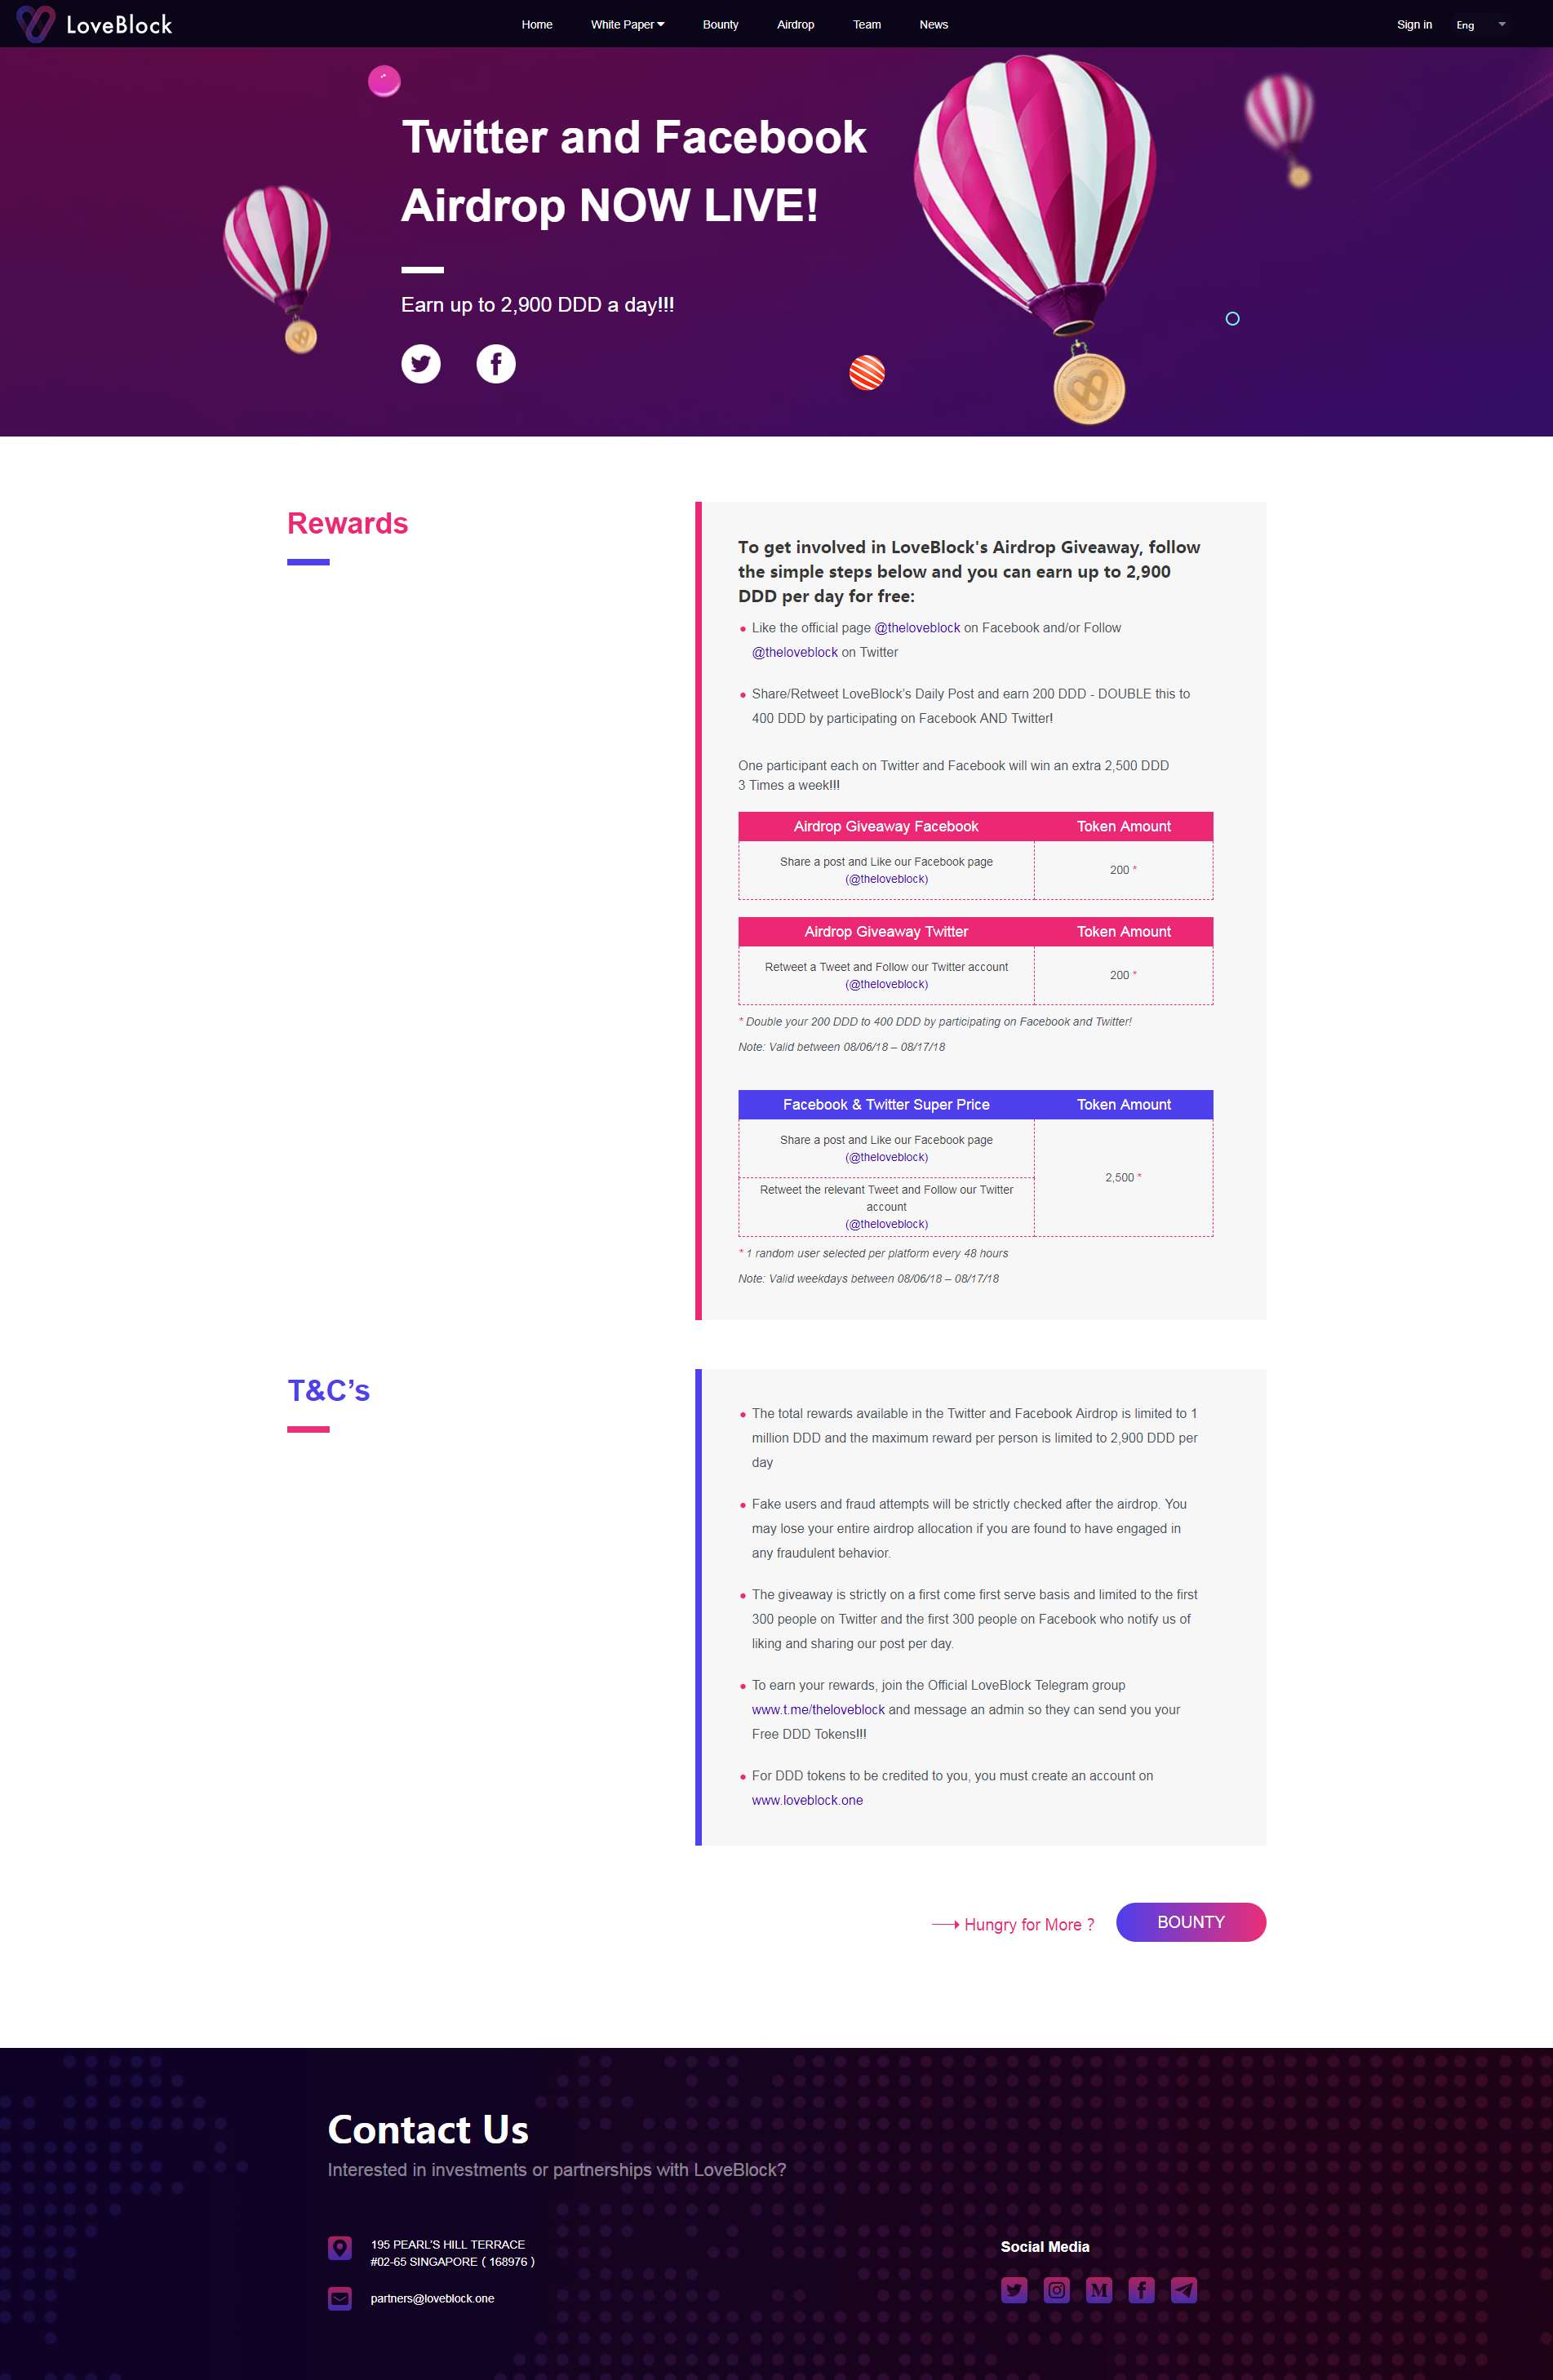 LoveBlock
Home
White Paper
Bounty
Airdrop
Team
News
Sign in
Eng
Twitter and Facebook
Airdrop NOW LIVE!
Earn up to 2,900 DDD a day!!!
Rewards
To get involved in LoveBlock's Airdrop Giveaway, follow
the simple steps below and you can earn up to 2,900
DDD per day for free:
Like the official page @theloveblock on Facebook and/or Follow
@theloveblock on Twitter
Share/Retweet LoveBlock's Daily Post and earn 200 DDD - DOUBLE this to
400 DDD by participating on Facebook AND Twitter!
One participant each on Twitter and Facebook will win an extra 2,500 DDD
3 Times a week!!!
Airdrop Giveaway Facebook
Token Amount
Share a post and Like our Facebook page
(@theloveblock)
200 *
Airdrop Giveaway Twitter
Token Amount
Retweet a Tweet and Follow our Twitter account
(@theloveblock)
200 *
* Double your 200 DDD to 400 DDD by participating on Facebook and Twitter!
Note: Valid between 08/06/18 – 08/17/18
Facebook & Twitter Super Price
Token Amount
Share a post and Like our Facebook page
(@theloveblock)
2,500 *
Retweet the relevant Tweet and Follow our Twitter
account
(@theloveblock)
* 1 random user selected per platform every 48 hours
Note: Valid weekdays between 08/06/18 – 08/17/18
T&C's
The total rewards available in the Twitter and Facebook Airdrop is limited to 1
million DDD and the maximum reward per person is limited to 2,900 DDD per
day
Fake users and fraud attempts will be strictly checked after the airdrop. You
may lose your entire airdrop allocation if you are found to have engaged in
any fraudulent behavior.
The giveaway is strictly on a first come first serve basis and limited to the first
300 people on Twitter and the first 300 people on Facebook who notify us of
liking and sharing our post per day.
To earn your rewards, join the Official LoveBlock Telegram group
www.t.me/theloveblock and message an admin so they can send you your
Free DDD Tokens!!!
For DDD tokens to be credited to you, you must create an account on
www.loveblock.one
Hungry for More ?
BOUNTY
Contact Us
Interested in investments or partnerships with LoveBlock?
195 PEARL'S HILL TERRACE
#02-65 SINGAPORE ( 168976 )
partners@loveblock.one
Social Media